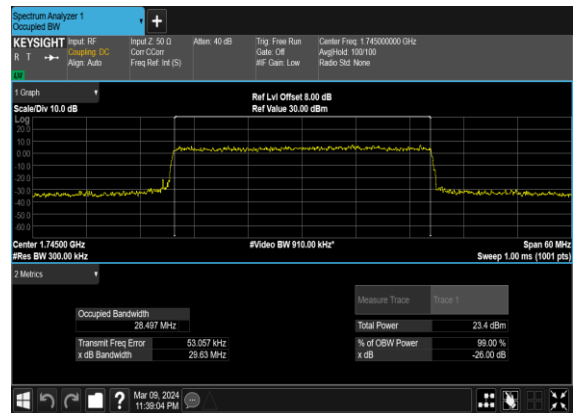 Spectrum Analyzer 1
Occupied BW
+
KEYSIGHT Input: RF Input Z: 50 Ω Atten: 40 dB Trig: Free Run Center Freq: 1.745000000 GHz
R T Coupling: DC Corr CCorr Gate: Off Avg|Hold: 100/100
Align: Auto Freq Ref: Int (S) #IF Gain: Low Radio Std: None
1 Graph
Ref Lvl Offset 8.00 dB
Scale/Div 10.0 dB Ref Value 30.00 dBm
Log
20.0
10.0
0.00
-10.0
-20.0
-30.0
-40.0
-50.0
-60.0
Center 1.74500 GHz #Video BW 910.00 kHz* Span 60 MHz
#Res BW 300.00 kHz Sweep 1.00 ms (1001 pts)
2 Metrics
Measure Trace Trace 1
Occupied Bandwidth
28.497 MHz Total Power 23.4 dBm
Transmit Freq Error 53.057 kHz % of OBW Power 99.00 %
x dB Bandwidth 29.63 MHz x dB -26.00 dB
? Mar 09, 2024
11:39:04 PM